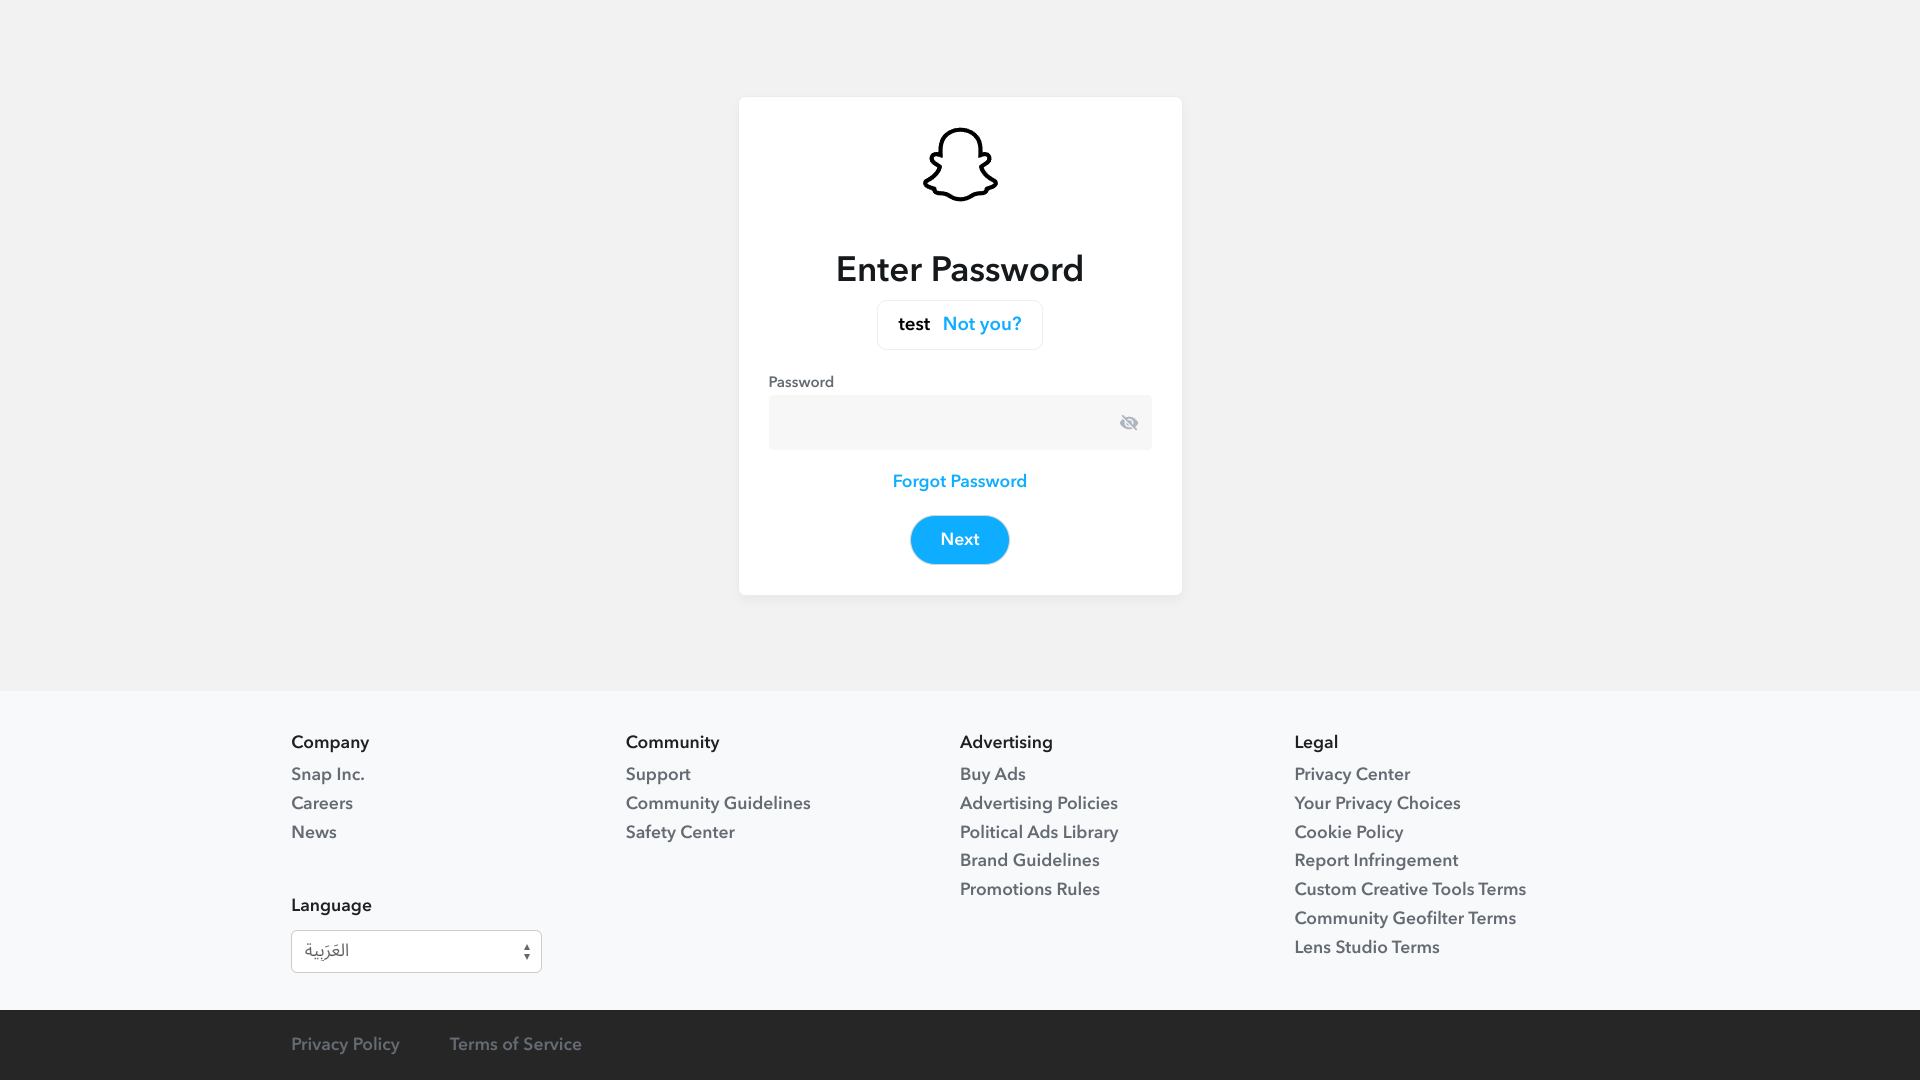 Enter Password
test Not you?
Password
Forgot Password
Next
Company
Snap Inc.
Careers
News
Language
العَرَبِية
Community
Support
Community Guidelines
Safety Center
Advertising
Buy Ads
Advertising Policies
Political Ads Library
Brand Guidelines
Promotions Rules
Legal
Privacy Center
Your Privacy Choices
Cookie Policy
Report Infringement
Custom Creative Tools Terms
Community Geofilter Terms
Lens Studio Terms
Privacy Policy
Terms of Service